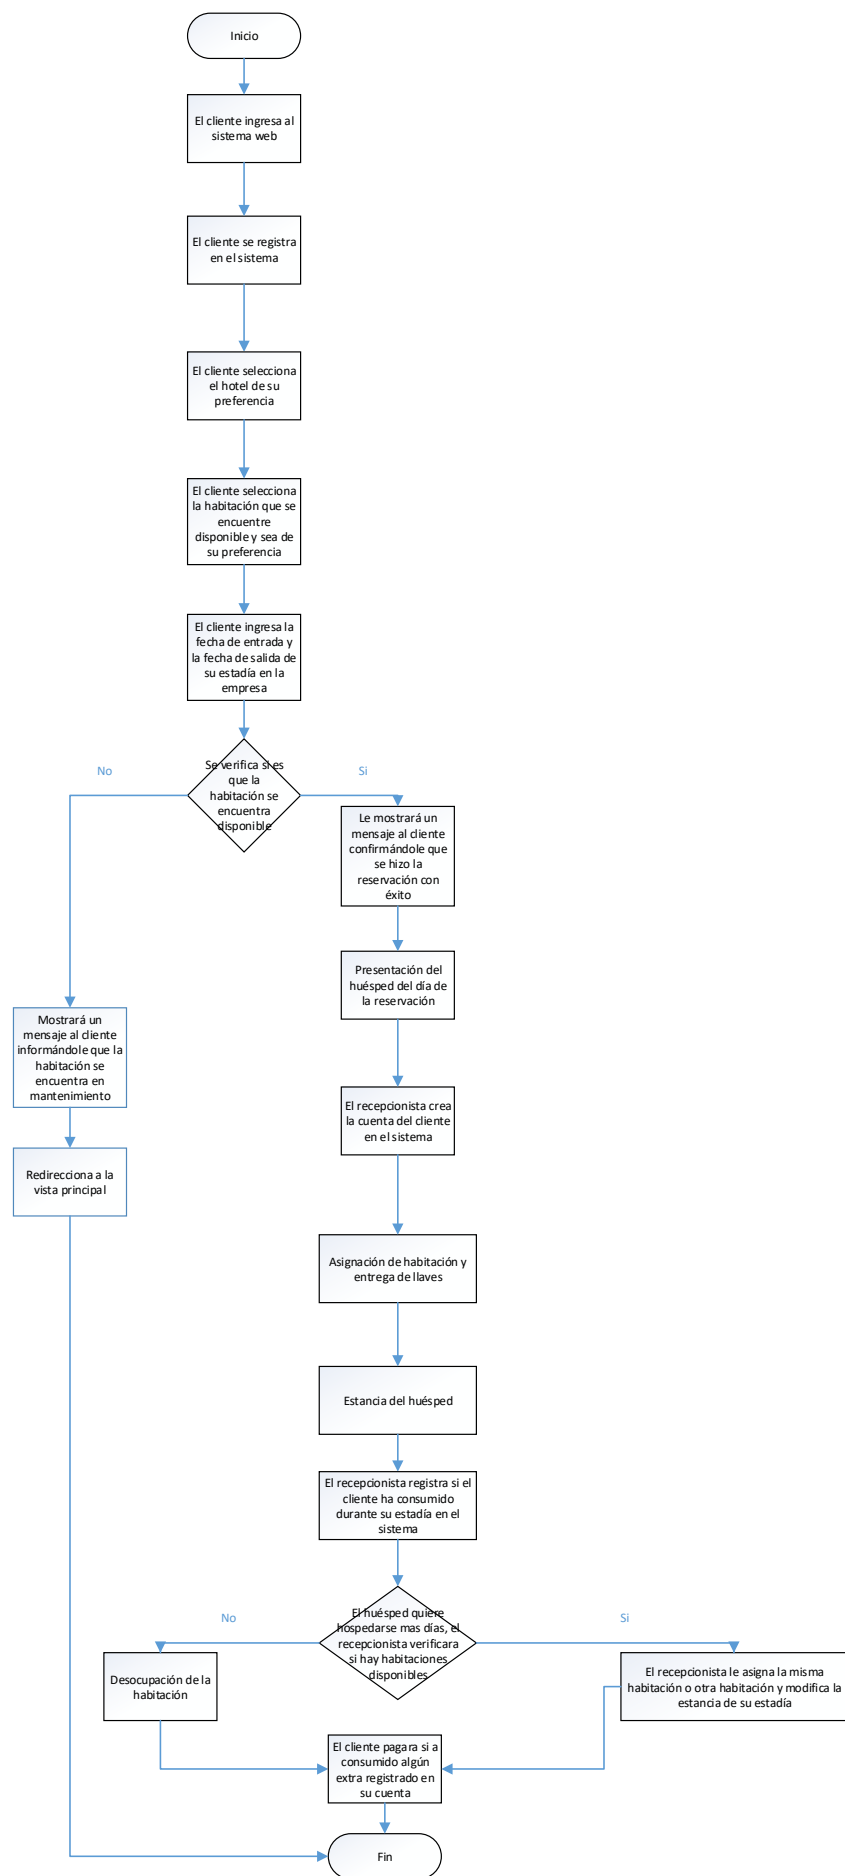 Inicio
El cliente ingresa al
sistema web
El cliente se registra
en el sistema
El cliente selecciona
el hotel de su
preferencia
El cliente selecciona
la habitación que se
encuentre
disponible y sea de
su preferencia
El cliente ingresa la
fecha de entrada y
la fecha de salida de
su estadía en la
empresa
Se verifica si es
que la
habitación se
encuentra
disponible
No
Si
Le mostrará un
mensaje al cliente
confirmándole que
se hizo la
reservación con
éxito
Presentación del
huésped del día de
la reservación
Mostrará un
mensaje al cliente
informándole que la
habitación se
encuentra en
mantenimiento
El recepcionista crea
la cuenta del cliente
en el sistema
Redirecciona a la
vista principal
Asignación de habitación y
entrega de llaves
Estancia del huésped
El recepcionista registra si el
cliente ha consumido
durante su estadía en el
sistema
El huésped quiere
hospedarse mas días, el
recepcionista verificara
si hay habitaciones
disponibles
No
Si
Desocupación de la
habitación
El recepcionista le asigna la misma
habitación o otra habitación y modifica la
estancia de su estadía
El cliente pagara si a
consumido algún
extra registrado en
su cuenta
Fin